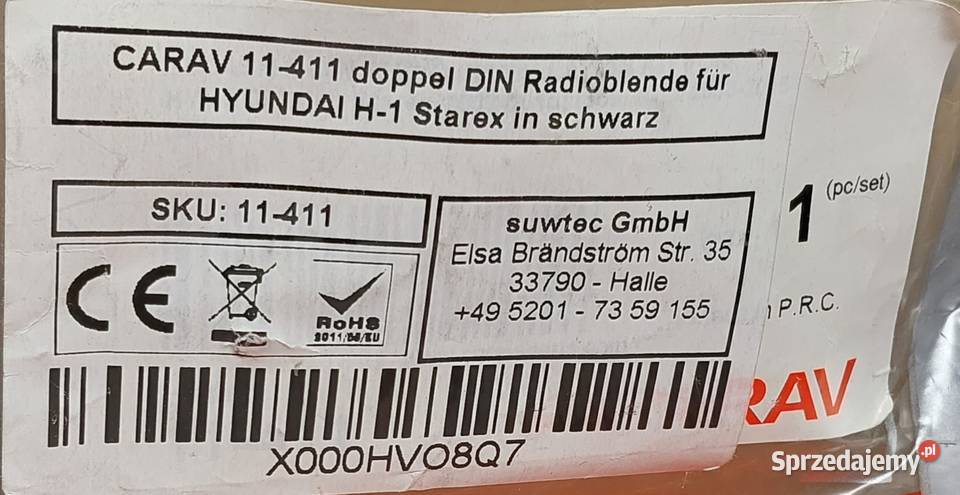 CARAV 11-411 doppel DIN Radioblende für
HYUNDAI H-1 Starex in schwarz
SKU: 11-411
CE
RoHS
2011/65/EU
suwtec GmbH
Elsa Brändström Str. 35
33790 - Halle
+49 5201 - 73 59 155
1 (pc/set)
P.R.C.
RAV
X000HVO8Q7
Sprzedajemy.pl